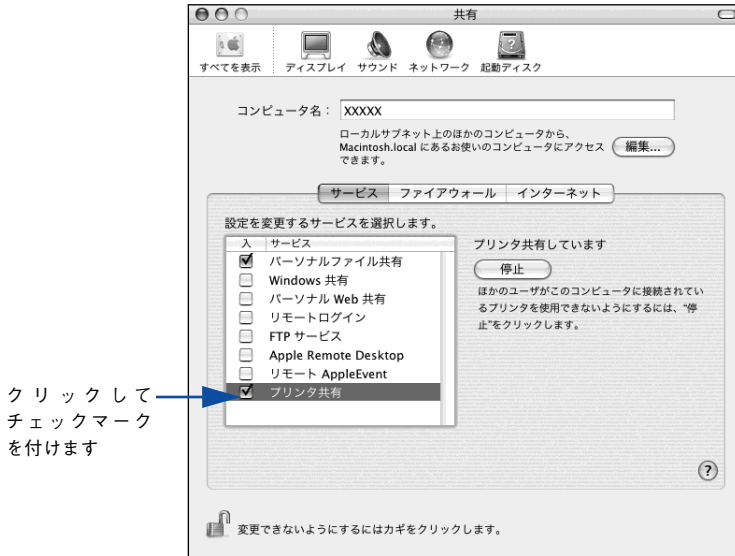 共有
すべてを表示 ディスプレイ サウンド ネットワーク 起動ディスク
コンピュータ名： XXXXX
ローカルサブネット上のほかのコンピュータから、
Macintosh.local にあるお使いのコンピュータにアクセス
できます。
編集...
サービス ファイアウォール インターネット
設定を変更するサービスを選択します。
入 サービス
パーソナルファイル共有
Windows 共有
パーソナル Web 共有
リモートログイン
FTP サービス
Apple Remote Desktop
リモート AppleEvent
プリンタ共有
プリンタ共有しています
停止
ほかのユーザがこのコンピュータに接続されてい
るプリンタを使用できないようにするには、“停
止”をクリックします。
クリックして
チェックマーク
を付けます
?
変更できないようにするにはカギをクリックします。